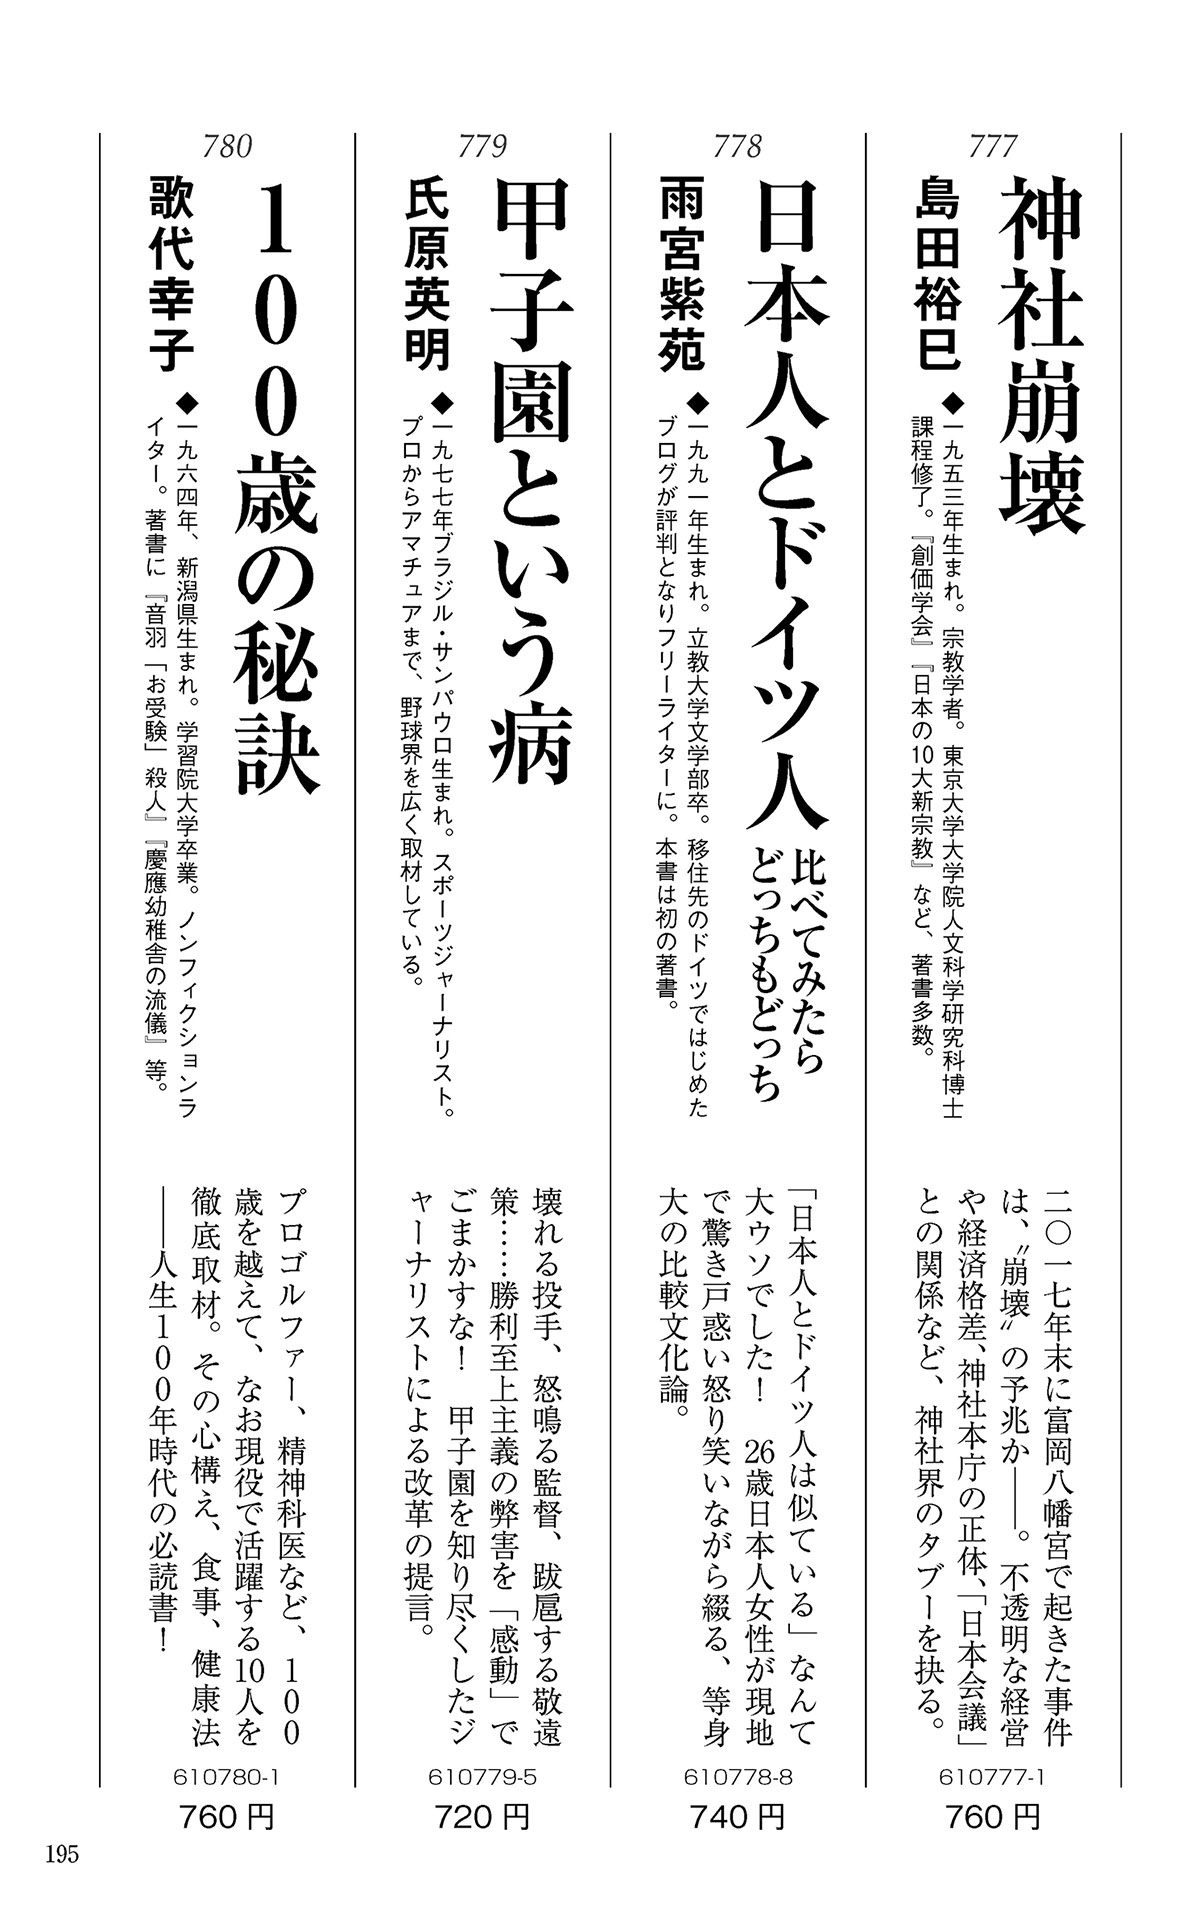 777
神社崩壊
島田裕巳
◆一九五三年生まれ。宗教学者。東京大学大学院人文科学研究科博士
課程修了。『創価学会』『日本の10大新宗教』など、著書多数。
二〇一七年末に富岡八幡宮で起きた事件
は、〝崩壊〟の予兆か――。不透明な経営
や経済格差、神社本庁の正体、「日本会議」
との関係など、神社界のタブーを抉る。
610777-1
760円
778
日本人とドイツ人
比べてみたら
どっちもどっち
雨宮紫苑
◆一九九一年生まれ。立教大学文学部卒。移住先のドイツではじめた
ブログが評判となりフリーライターに。本書は初の著書。
「日本人とドイツ人は似ている」なんて
大ウソでした！　26歳日本人女性が現地
で驚き戸惑い怒り笑いながら綴る、等身
大の比較文化論。
610778-8
740円
779
甲子園という病
氏原英明
◆一九七七年ブラジル・サンパウロ生まれ。スポーツジャーナリスト。
プロからアマチュアまで、野球界を広く取材している。
壊れる投手、怒鳴る監督、跋扈する敬遠
策……勝利至上主義の弊害を「感動」で
ごまかすな！　甲子園を知り尽くしたジ
ャーナリストによる改革の提言。
610779-5
720円
780
100歳の秘訣
歌代幸子
◆一九六四年、新潟県生まれ。学習院大学卒業。ノンフィクションラ
イター。著書に『音羽「お受験」殺人』『慶應幼稚舎の流儀』等。
プロゴルファー、精神科医など、100
歳を越えて、なお現役で活躍する10人を
徹底取材。その心構え、食事、健康法
――人生100年時代の必読書！
610780-1
760円
195